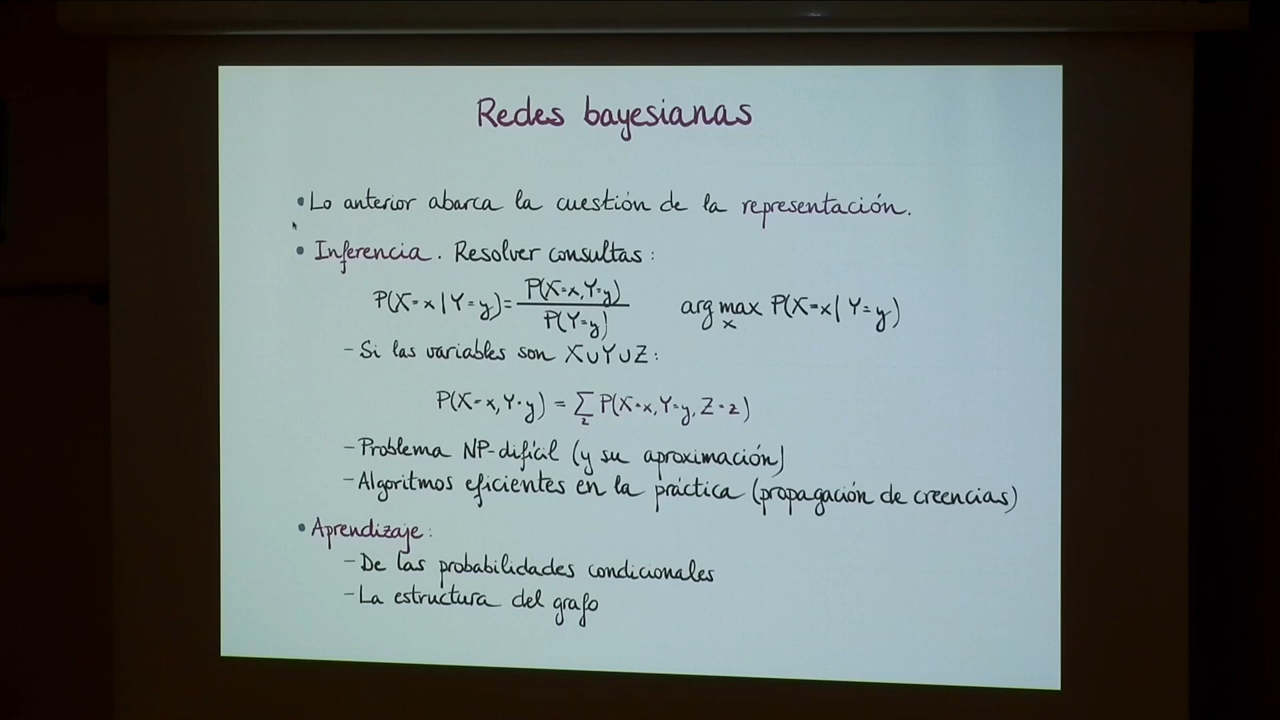 Redes bayesianas
• Lo anterior abarca la cuestión de la representación.
• Inferencia. Resolver consultas:
P(X=x|Y=y)= P(X=x,Y=y) / P(Y=y)    arg max_x P(X=x|Y=y)
- Si las variables son X∪Y∪Z:
P(X=x,Y=y) = ∑_z P(X=x,Y=y,Z=z)
- Problema NP-difícil (y su aproximación)
- Algoritmos eficientes en la práctica (propagación de creencias)
• Aprendizaje:
- De las probabilidades condicionales
- La estructura del grafo